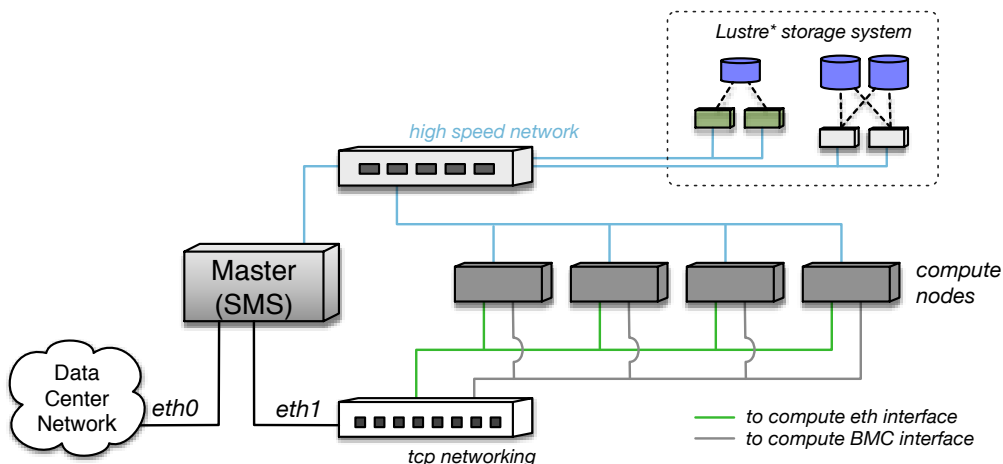 Lustre* storage system
high speed network
Master
(SMS)
compute
nodes
Data
Center
Network
eth0
eth1
to compute eth interface
to compute BMC interface
tcp networking